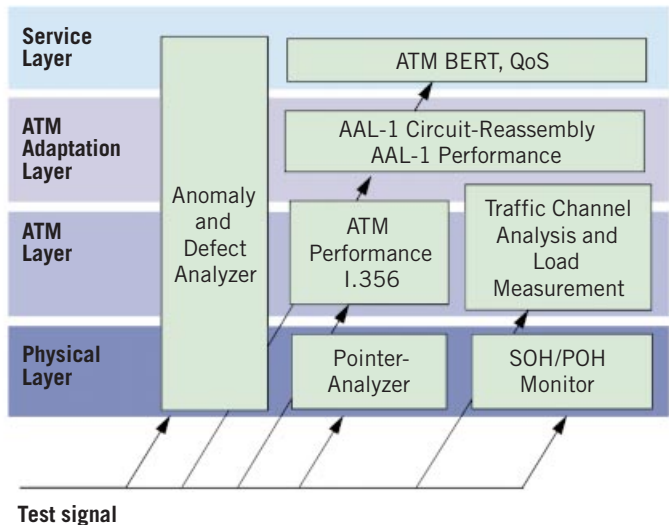 Service
Layer
ATM BERT, QoS
ATM
Adaptation
Layer
AAL-1 Circuit-Reassembly
AAL-1 Performance
Anomaly
and
Defect
Analyzer
ATM
Layer
ATM
Performance
I.356
Traffic Channel
Analysis and
Load
Measurement
Physical
Layer
Pointer-
Analyzer
SOH/POH
Monitor
Test signal